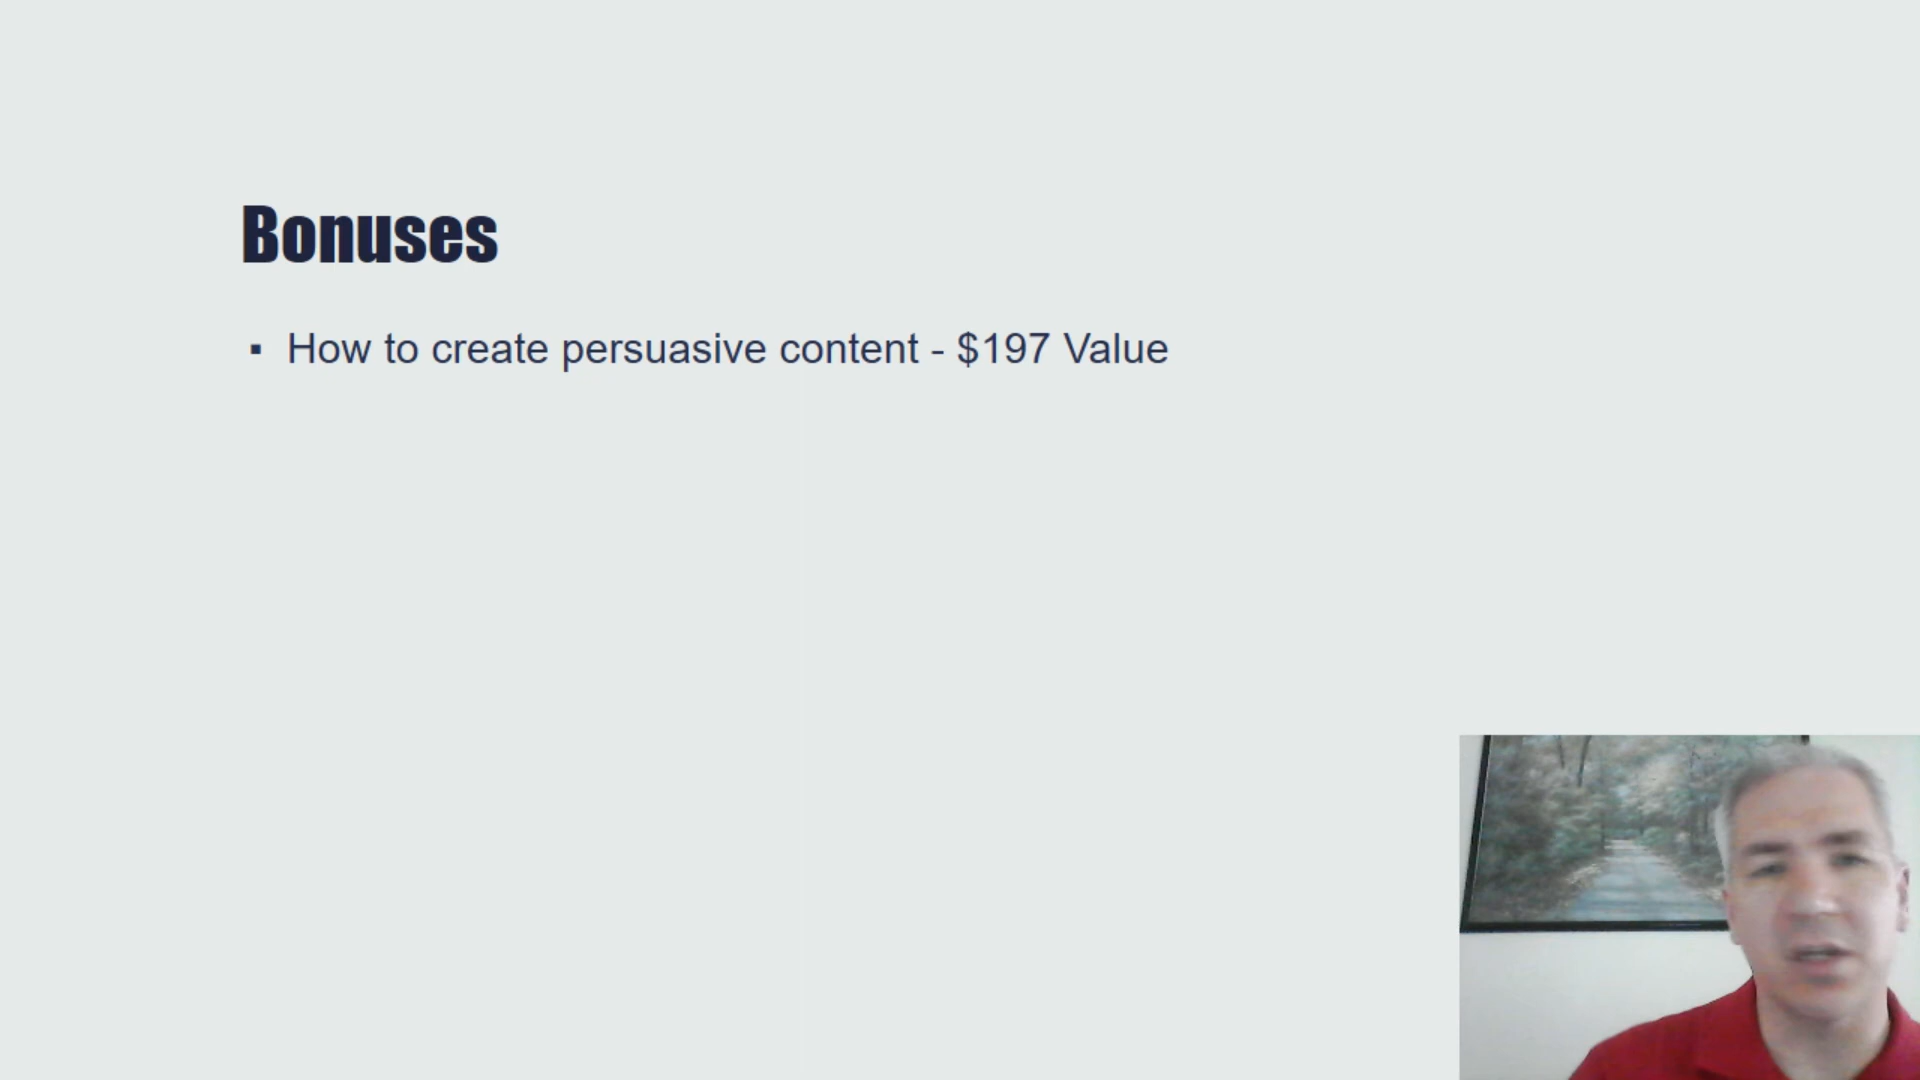 Bonuses
▪ How to create persuasive content - $197 Value